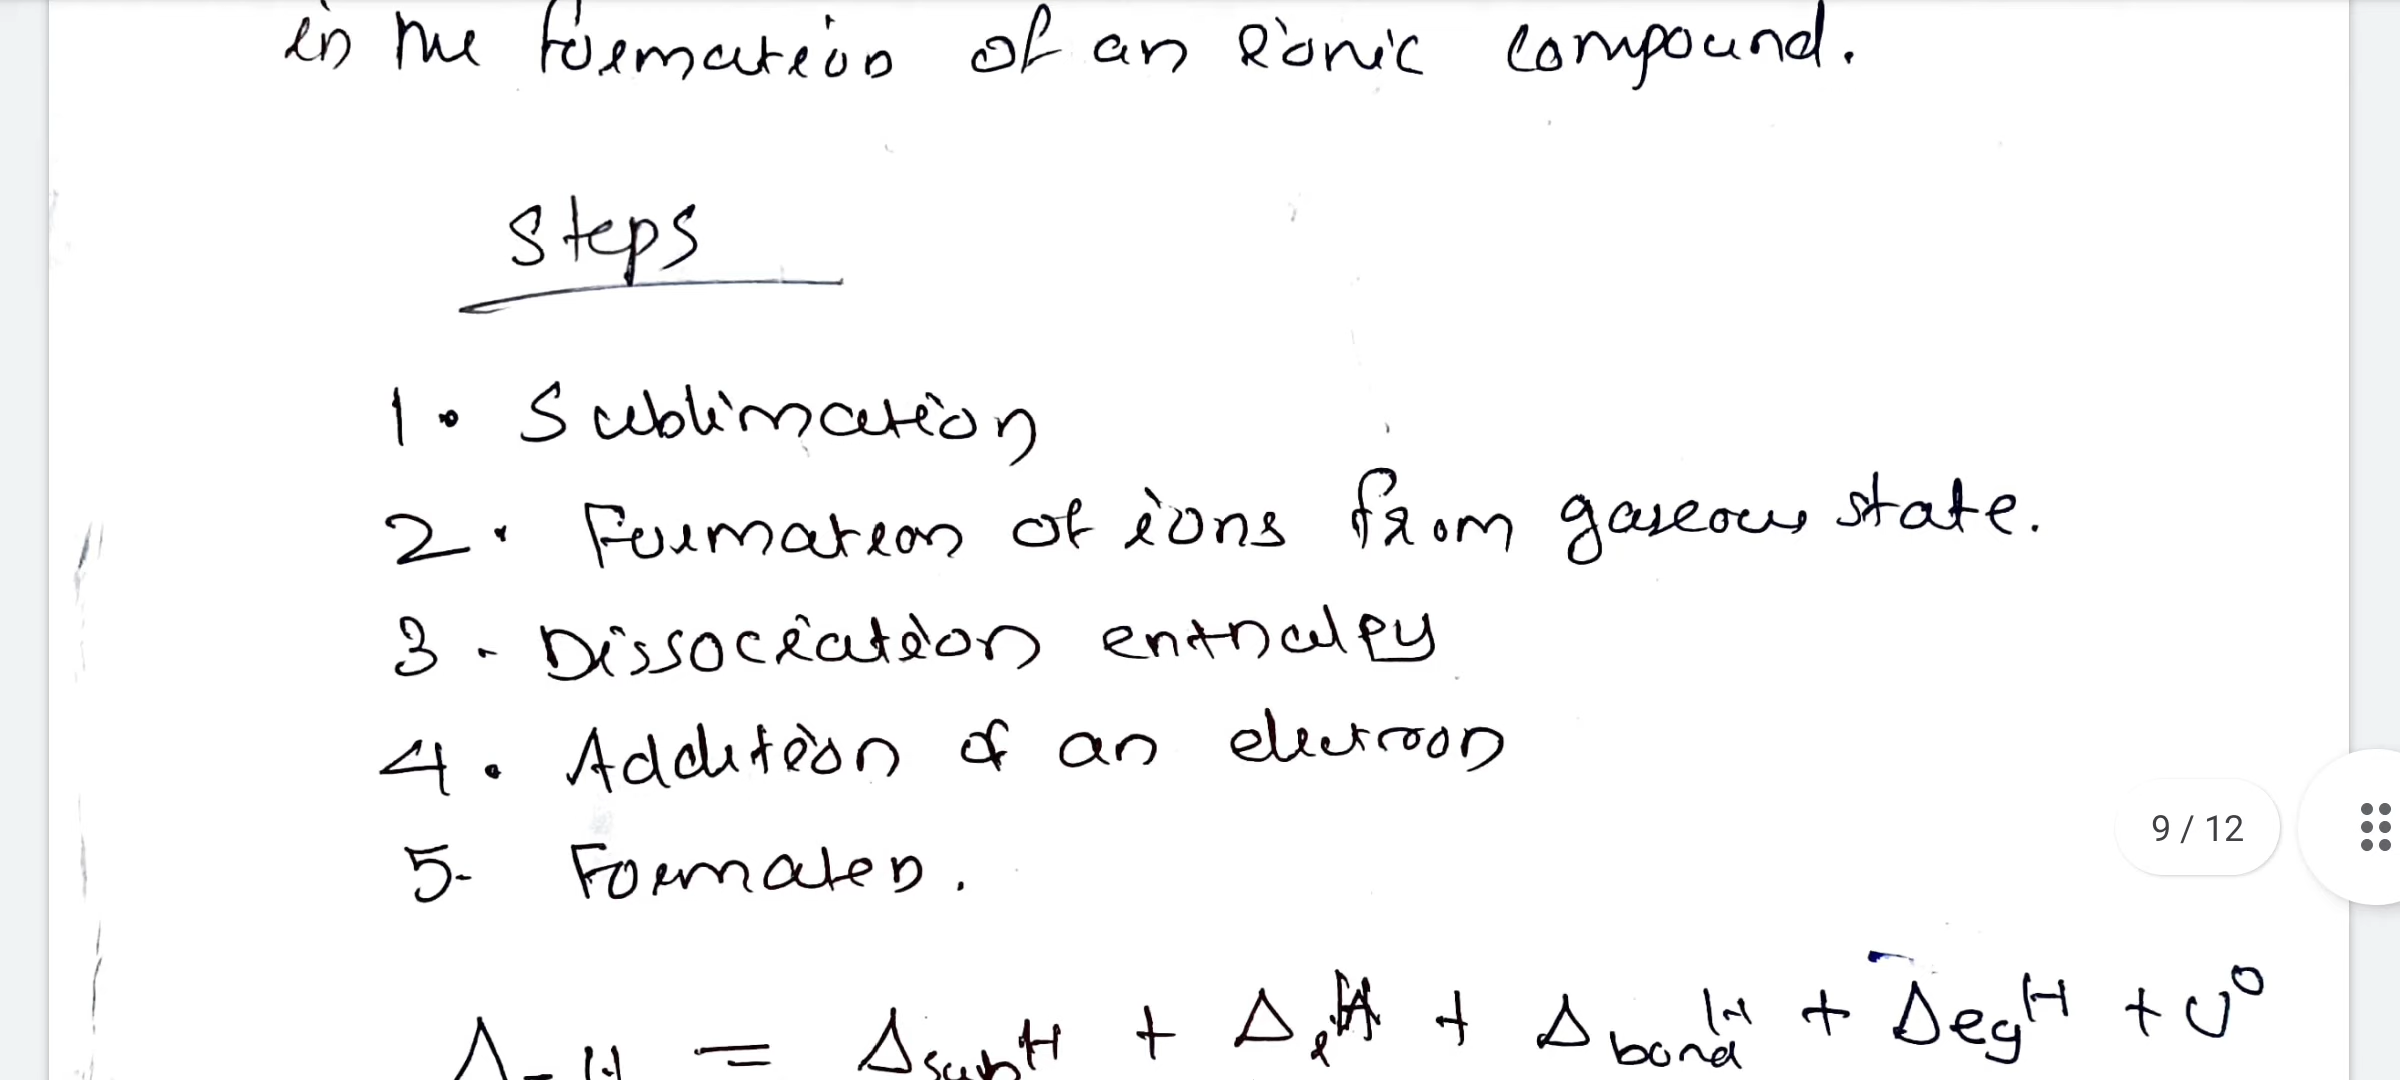 in the formation of an ionic compound.
Steps
1. Sublimation
2. Formation of ions from gaseous state.
3. Dissociation enthalpy
4. Addition of an electron
5. Formation.
9 / 12
= ΔsubH + ΔiH + ΔbondH + ΔegH + U°